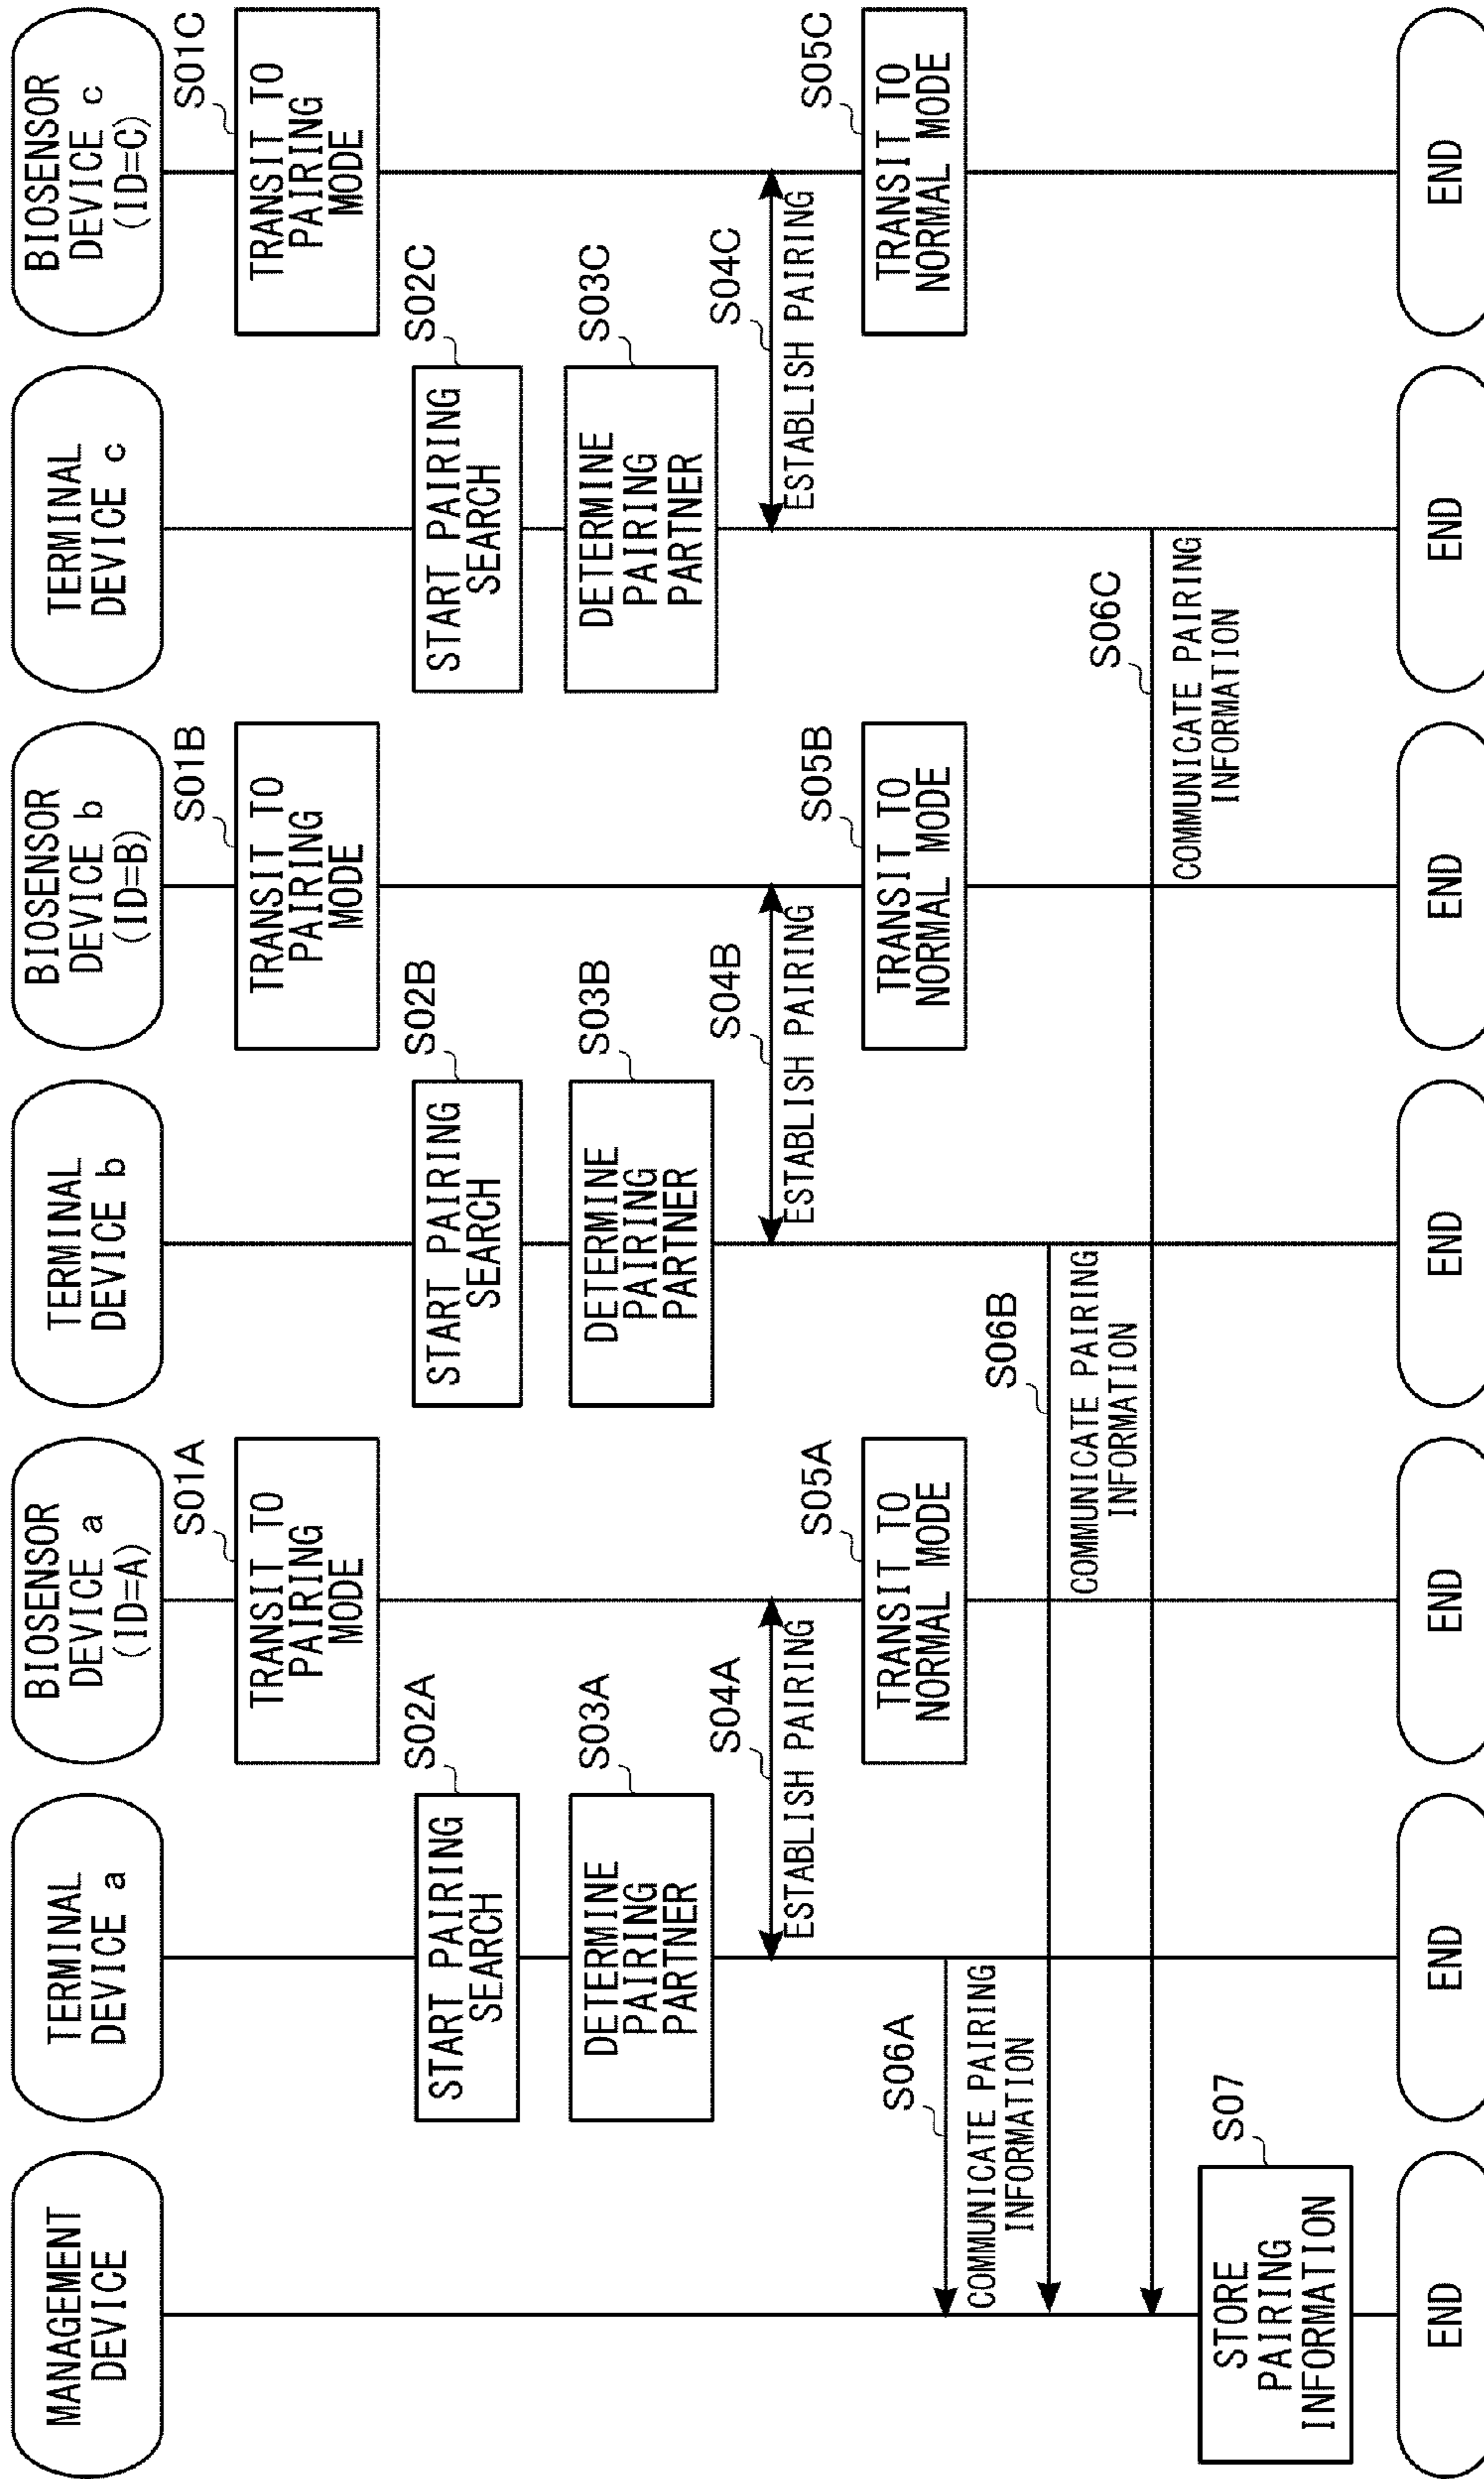 MANAGEMENT
DEVICE
TERMINAL
DEVICE a
BIOSENSOR
DEVICE a
(ID=A)
TERMINAL
DEVICE b
BIOSENSOR
DEVICE b
(ID=B)
TERMINAL
DEVICE c
BIOSENSOR
DEVICE c
(ID=C)
S01A
TRANSIT TO
PAIRING
MODE
S01B
TRANSIT TO
PAIRING
MODE
S01C
TRANSIT TO
PAIRING
MODE
S02A
START PAIRING
SEARCH
S02B
START PAIRING
SEARCH
S02C
START PAIRING
SEARCH
S03A
DETERMINE
PAIRING
PARTNER
S03B
DETERMINE
PAIRING
PARTNER
S03C
DETERMINE
PAIRING
PARTNER
S04A
ESTABLISH PAIRING
S04B
ESTABLISH PAIRING
S04C
ESTABLISH PAIRING
S05A
TRANSIT TO
NORMAL MODE
S05B
TRANSIT TO
NORMAL MODE
S05C
TRANSIT TO
NORMAL MODE
S06A
COMMUNICATE PAIRING
INFORMATION
S06B
COMMUNICATE PAIRING
INFORMATION
S06C
COMMUNICATE PAIRING
INFORMATION
S07
STORE
PAIRING
INFORMATION
END
END
END
END
END
END
END